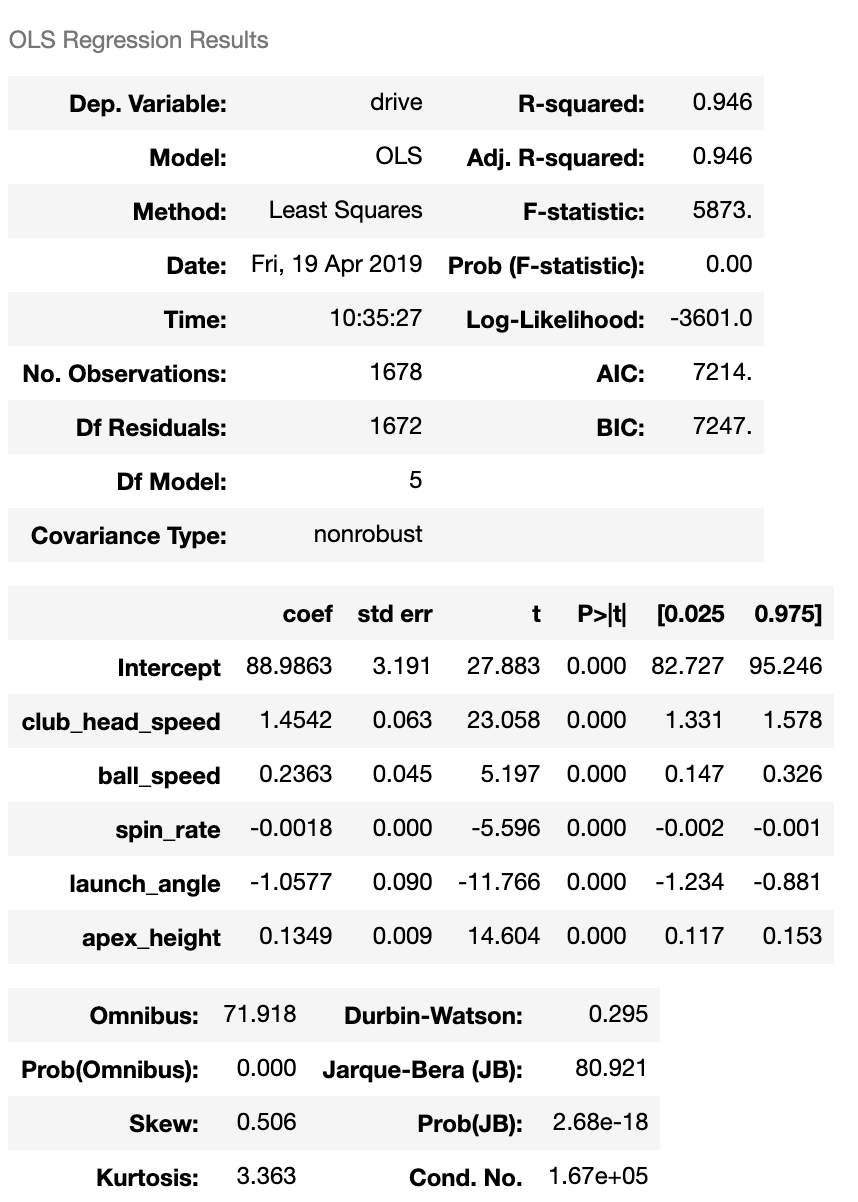 OLS Regression Results
Dep. Variable: drive R-squared: 0.946
Model: OLS Adj. R-squared: 0.946
Method: Least Squares F-statistic: 5873.
Date: Fri, 19 Apr 2019 Prob (F-statistic): 0.00
Time: 10:35:27 Log-Likelihood: -3601.0
No. Observations: 1678 AIC: 7214.
Df Residuals: 1672 BIC: 7247.
Df Model: 5
Covariance Type: nonrobust
coef std err t P>|t| [0.025 0.975]
Intercept 88.9863 3.191 27.883 0.000 82.727 95.246
club_head_speed 1.4542 0.063 23.058 0.000 1.331 1.578
ball_speed 0.2363 0.045 5.197 0.000 0.147 0.326
spin_rate -0.0018 0.000 -5.596 0.000 -0.002 -0.001
launch_angle -1.0577 0.090 -11.766 0.000 -1.234 -0.881
apex_height 0.1349 0.009 14.604 0.000 0.117 0.153
Omnibus: 71.918 Durbin-Watson: 0.295
Prob(Omnibus): 0.000 Jarque-Bera (JB): 80.921
Skew: 0.506 Prob(JB): 2.68e-18
Kurtosis: 3.363 Cond. No. 1.67e+05